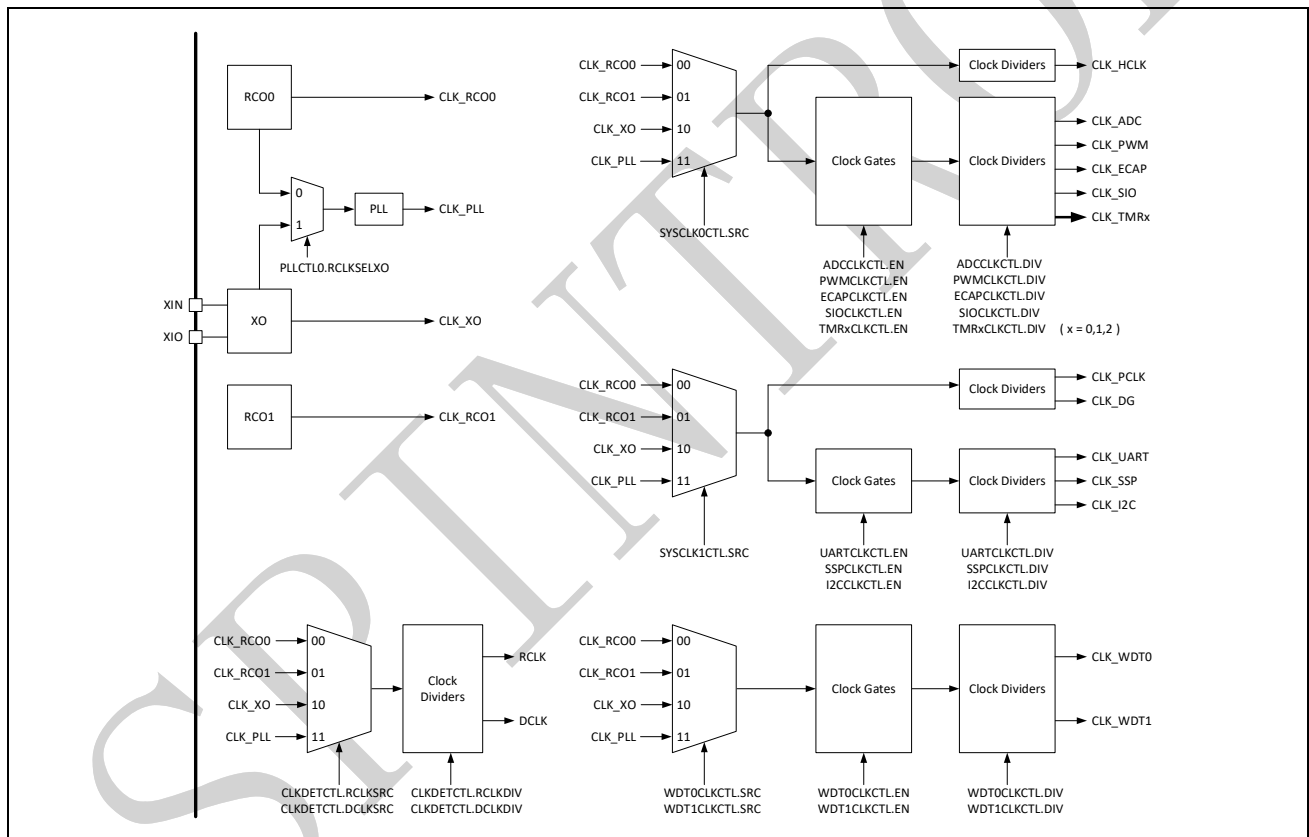 RCO0
CLK_RCO0
0
1
PLL
CLK_PLL
PLLCTL0.RCLKSELXO
XIN
XIO
XO
CLK_XO
RCO1
CLK_RCO1
CLK_RCO0
00
CLK_RCO1
01
CLK_XO
10
CLK_PLL
11
SYSCLK0CTL.SRC
Clock Dividers
CLK_HCLK
Clock Gates
Clock Dividers
CLK_ADC
CLK_PWM
CLK_ECAP
CLK_SIO
CLK_TMRx
ADCCLKCTL.EN
PWMCLKCTL.EN
ECAPCLKCTL.EN
SIOCLKCTL.EN
TMRxCLKCTL.EN
ADCCLKCTL.DIV
PWMCLKCTL.DIV
ECAPCLKCTL.DIV
SIOCLKCTL.DIV
TMRxCLKCTL.DIV ( x = 0,1,2 )
CLK_RCO0
00
CLK_RCO1
01
CLK_XO
10
CLK_PLL
11
SYSCLK1CTL.SRC
Clock Dividers
CLK_PCLK
CLK_DG
Clock Gates
Clock Dividers
CLK_UART
CLK_SSP
CLK_I2C
UARTCLKCTL.EN
SSPCLKCTL.EN
I2CCLKCTL.EN
UARTCLKCTL.DIV
SSPCLKCTL.DIV
I2CCLKCTL.DIV
CLK_RCO0
00
CLK_RCO1
01
CLK_XO
10
CLK_PLL
11
Clock
Dividers
RCLK
DCLK
CLKDETCTL.RCLKSRC
CLKDETCTL.DCLKSRC
CLKDETCTL.RCLKDIV
CLKDETCTL.DCLKDIV
CLK_RCO0
00
CLK_RCO1
01
CLK_XO
10
CLK_PLL
11
Clock Gates
Clock Dividers
CLK_WDT0
CLK_WDT1
WDT0CLKCTL.SRC
WDT1CLKCTL.SRC
WDT0CLKCTL.EN
WDT1CLKCTL.EN
WDT0CLKCTL.DIV
WDT1CLKCTL.DIV
SPINTRO